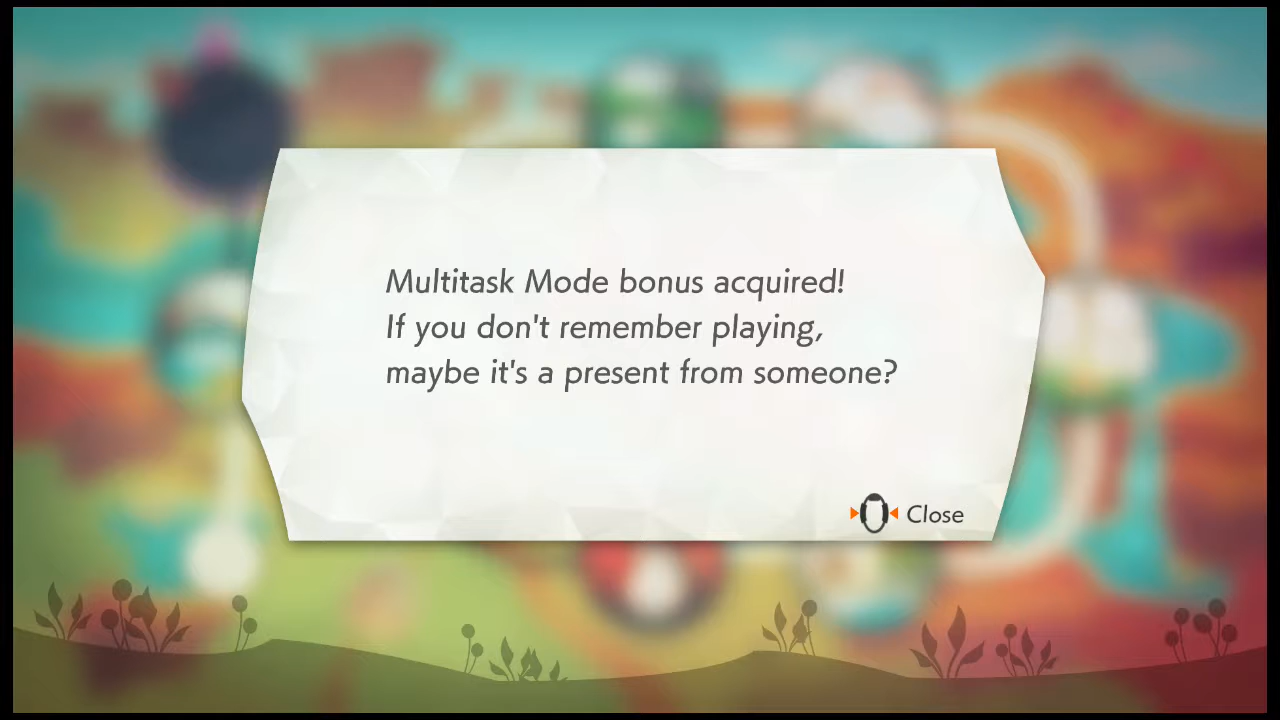 Multitask Mode bonus acquired!
If you don't remember playing,
maybe it's a present from someone?
Close